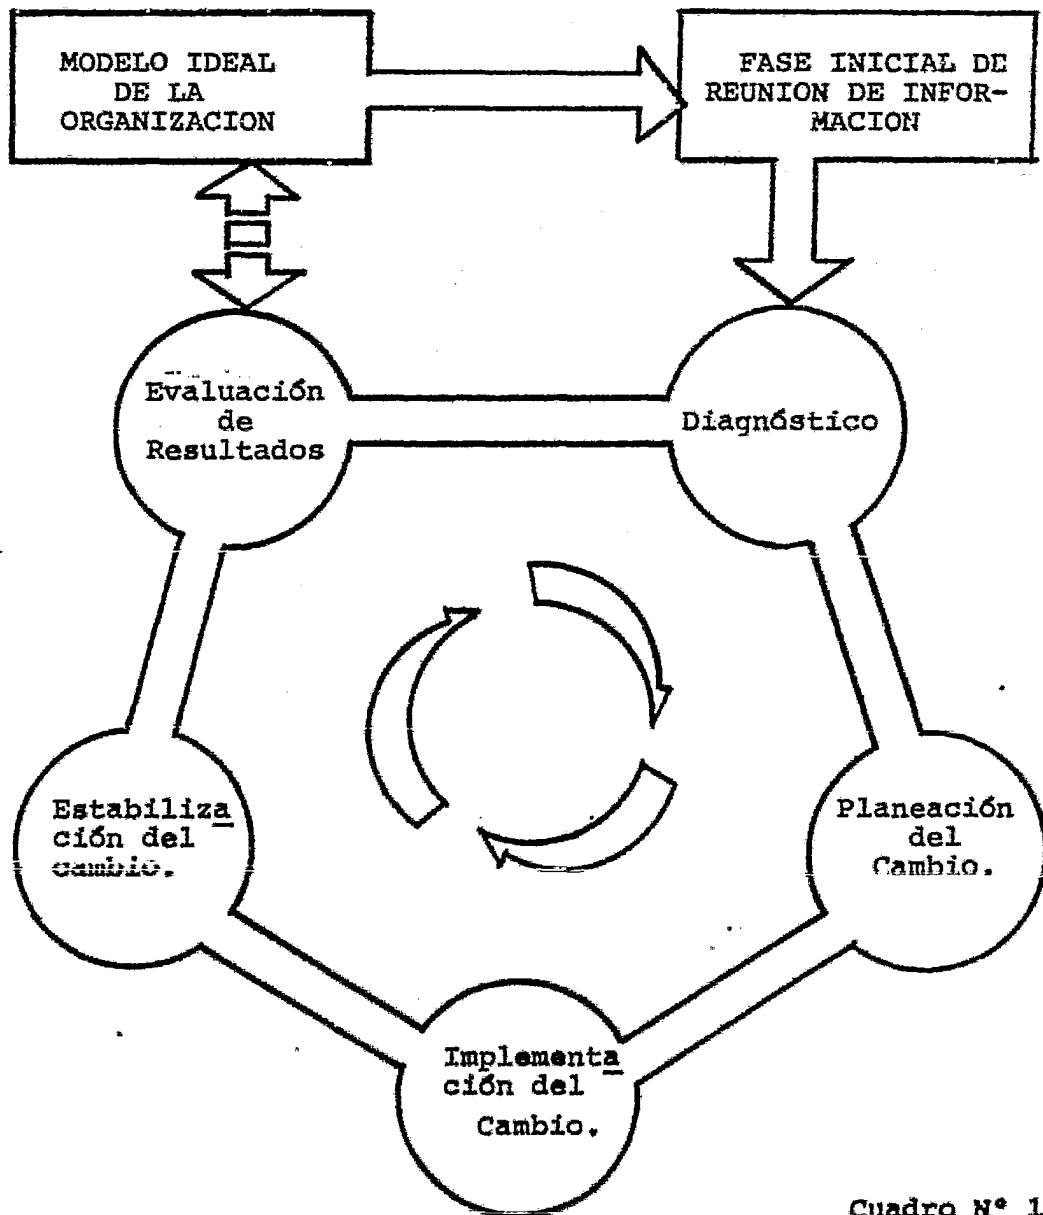 MODELO IDEAL
DE LA
ORGANIZACION
FASE INICIAL DE
REUNION DE INFOR-
MACION
Evaluación
de
Resultados
Diagnóstico
Estabiliza
ción del
cambio.
Planeación
del
Cambio.
Implementa
ción del
Cambio.
Cuadro Nº 1